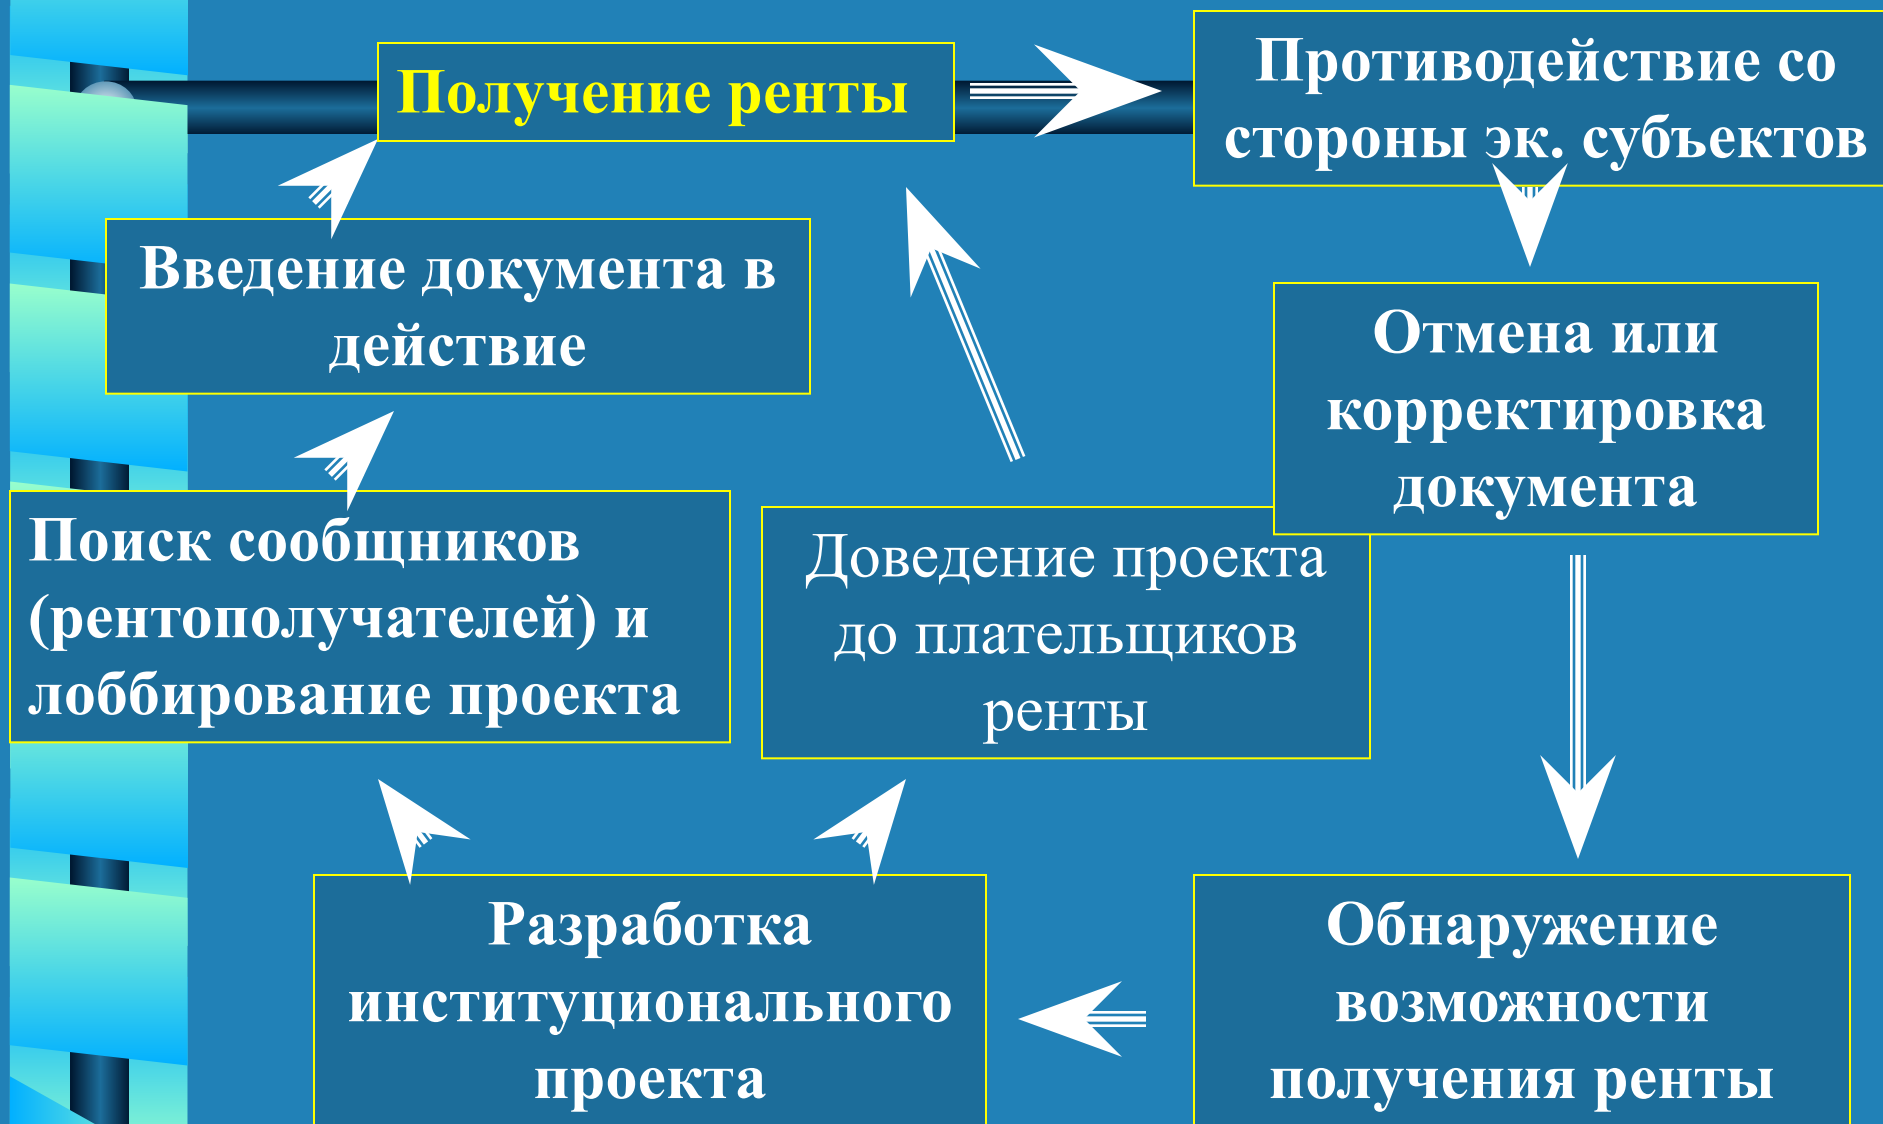 Получение ренты
Противодействие со
стороны эк. субъектов
Введение документа в
действие
Отмена или
корректировка
документа
Поиск сообщников
(рентополучателей) и
лоббирование проекта
Доведение проекта
до плательщиков
ренты
Разработка
институционального
проекта
Обнаружение
возможности
получения ренты